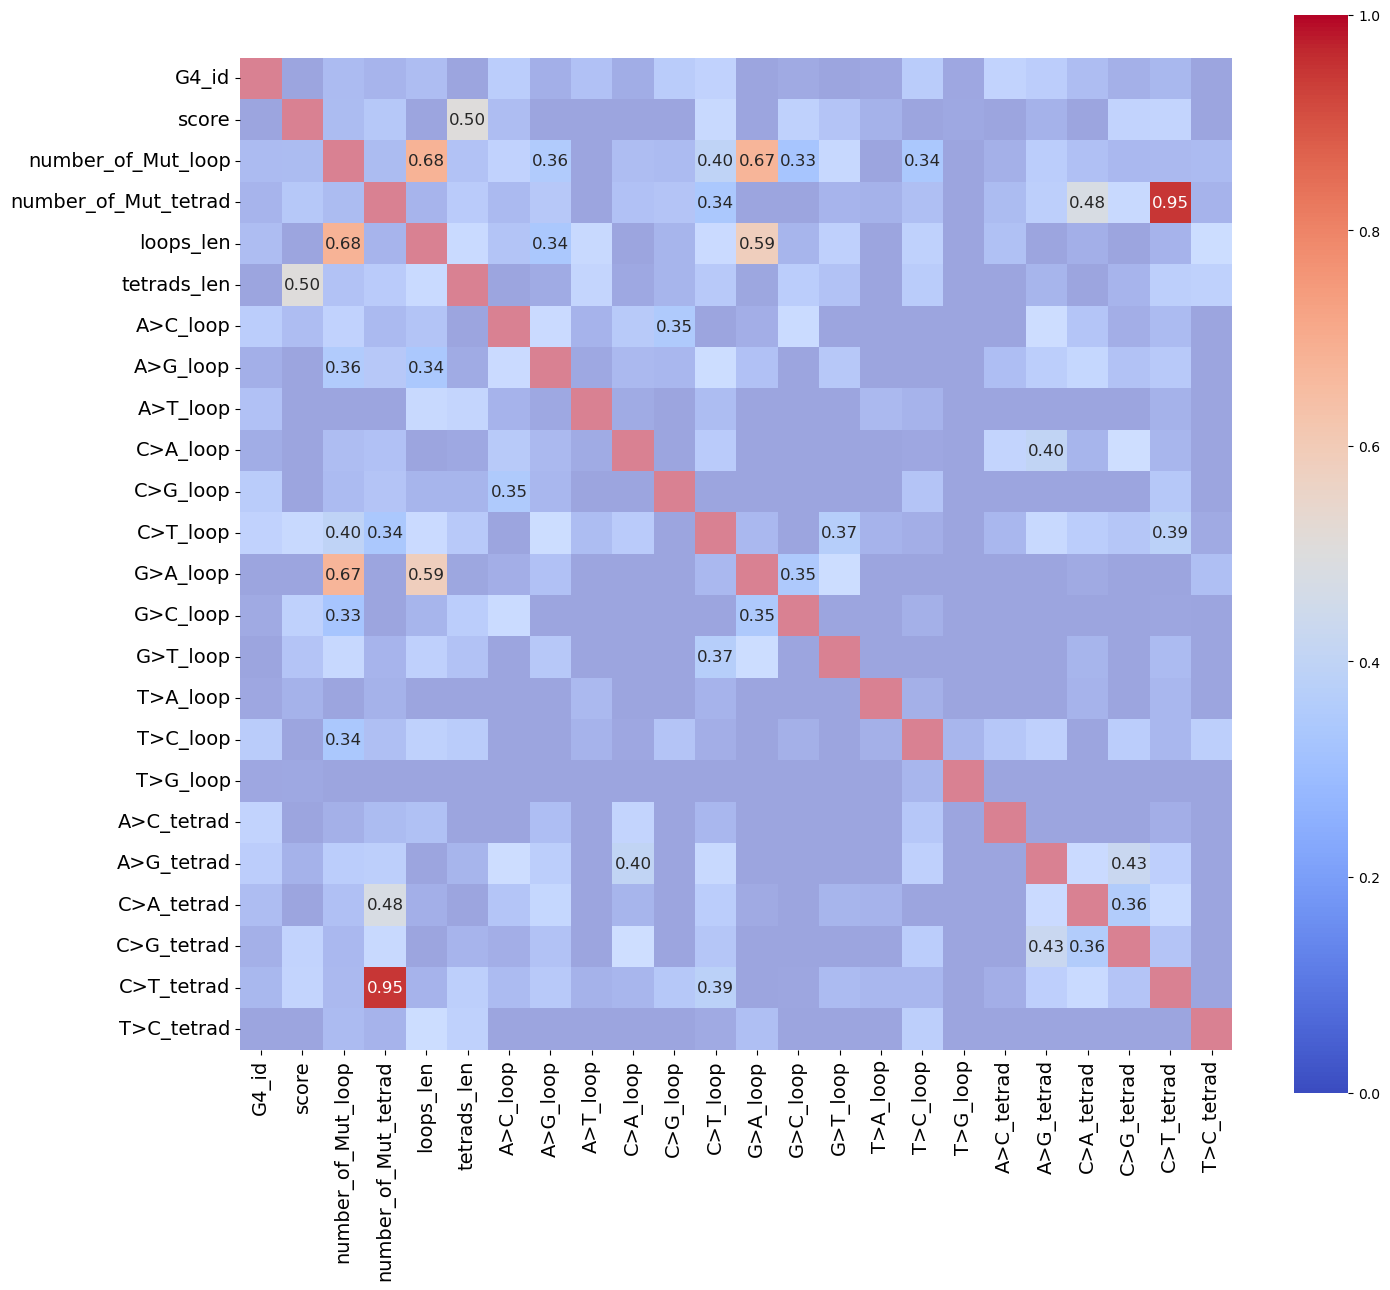 1.0
G4_id
score 0.50
number_of_Mut_loop 0.68 0.36 0.40 0.67 0.33 0.34
number_of_Mut_tetrad 0.34 0.48 0.95
0.8
loops_len 0.68 0.34 0.59
tetrads_len 0.50
A>C_loop 0.35
A>G_loop 0.36 0.34
A>T_loop
0.6
C>A_loop 0.40
C>G_loop 0.35
C>T_loop 0.40 0.34 0.37 0.39
G>A_loop 0.67 0.59 0.35
G>C_loop 0.33 0.35
G>T_loop 0.37
0.4
T>A_loop
T>C_loop 0.34
T>G_loop
A>C_tetrad
A>G_tetrad 0.40 0.43
0.2
C>A_tetrad 0.48 0.36
C>G_tetrad 0.43 0.36
C>T_tetrad 0.95 0.39
T>C_tetrad
0.0
G4_id
score
number_of_Mut_loop
number_of_Mut_tetrad
loops_len
tetrads_len
A>C_loop
A>G_loop
A>T_loop
C>A_loop
C>G_loop
C>T_loop
G>A_loop
G>C_loop
G>T_loop
T>A_loop
T>C_loop
T>G_loop
A>C_tetrad
A>G_tetrad
C>A_tetrad
C>G_tetrad
C>T_tetrad
T>C_tetrad